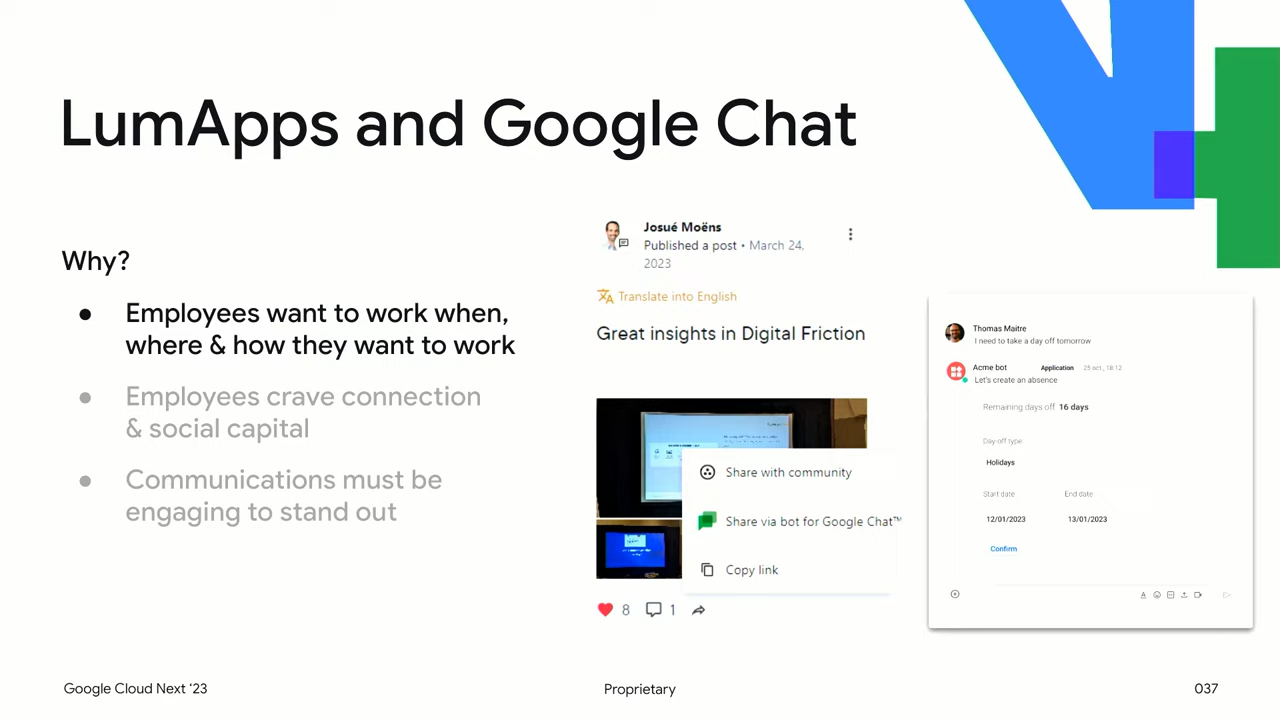 LumApps and Google Chat
Why?
● Employees want to work when,
where & how they want to work
● Employees crave connection
& social capital
● Communications must be
engaging to stand out
Josué Moëns
Published a post • March 24,
2023
Translate into English
Great insights in Digital Friction
Share with community
Share via bot for Google Chat™
Copy link
8 1
Thomas Maitre
I need to take a day off tomorrow
Acme bot Application 25 oct., 18:12
Let's create an absence
Remaining days off 16 days
Day-off type:
Holidays
Start date End date
12/01/2023 13/01/2023
Confirm
Google Cloud Next ‘23 Proprietary 037